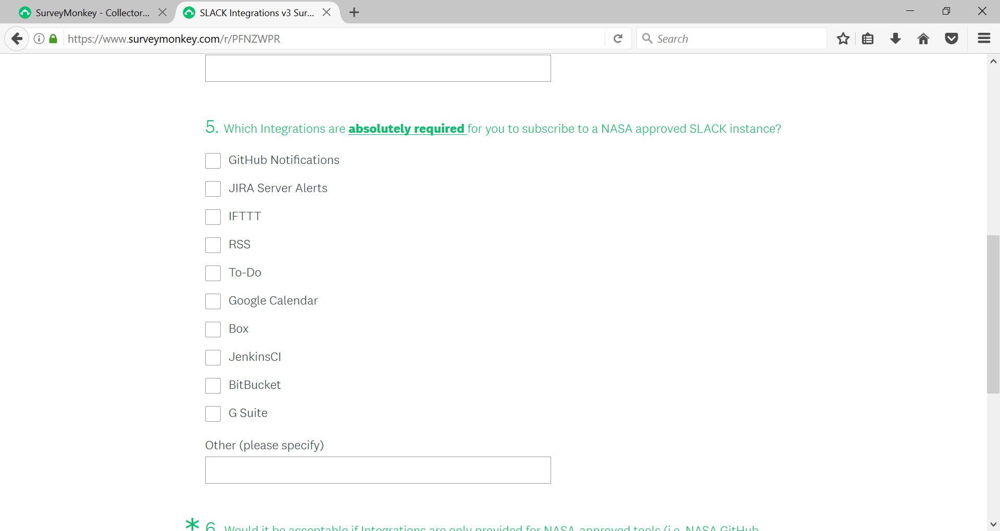 SurveyMonkey - Collector...
SLACK Integrations v3 Sur...
https://www.surveymonkey.com/r/PFNZWPR
Search
5. Which Integrations are absolutely required for you to subscribe to a NASA approved SLACK instance?
GitHub Notifications
JIRA Server Alerts
IFTTT
RSS
To-Do
Google Calendar
Box
JenkinsCI
BitBucket
G Suite
Other (please specify)
* 6. Would it be acceptable if Integrations are only provided for NASA-approved tools (i.e. NASA GitHub